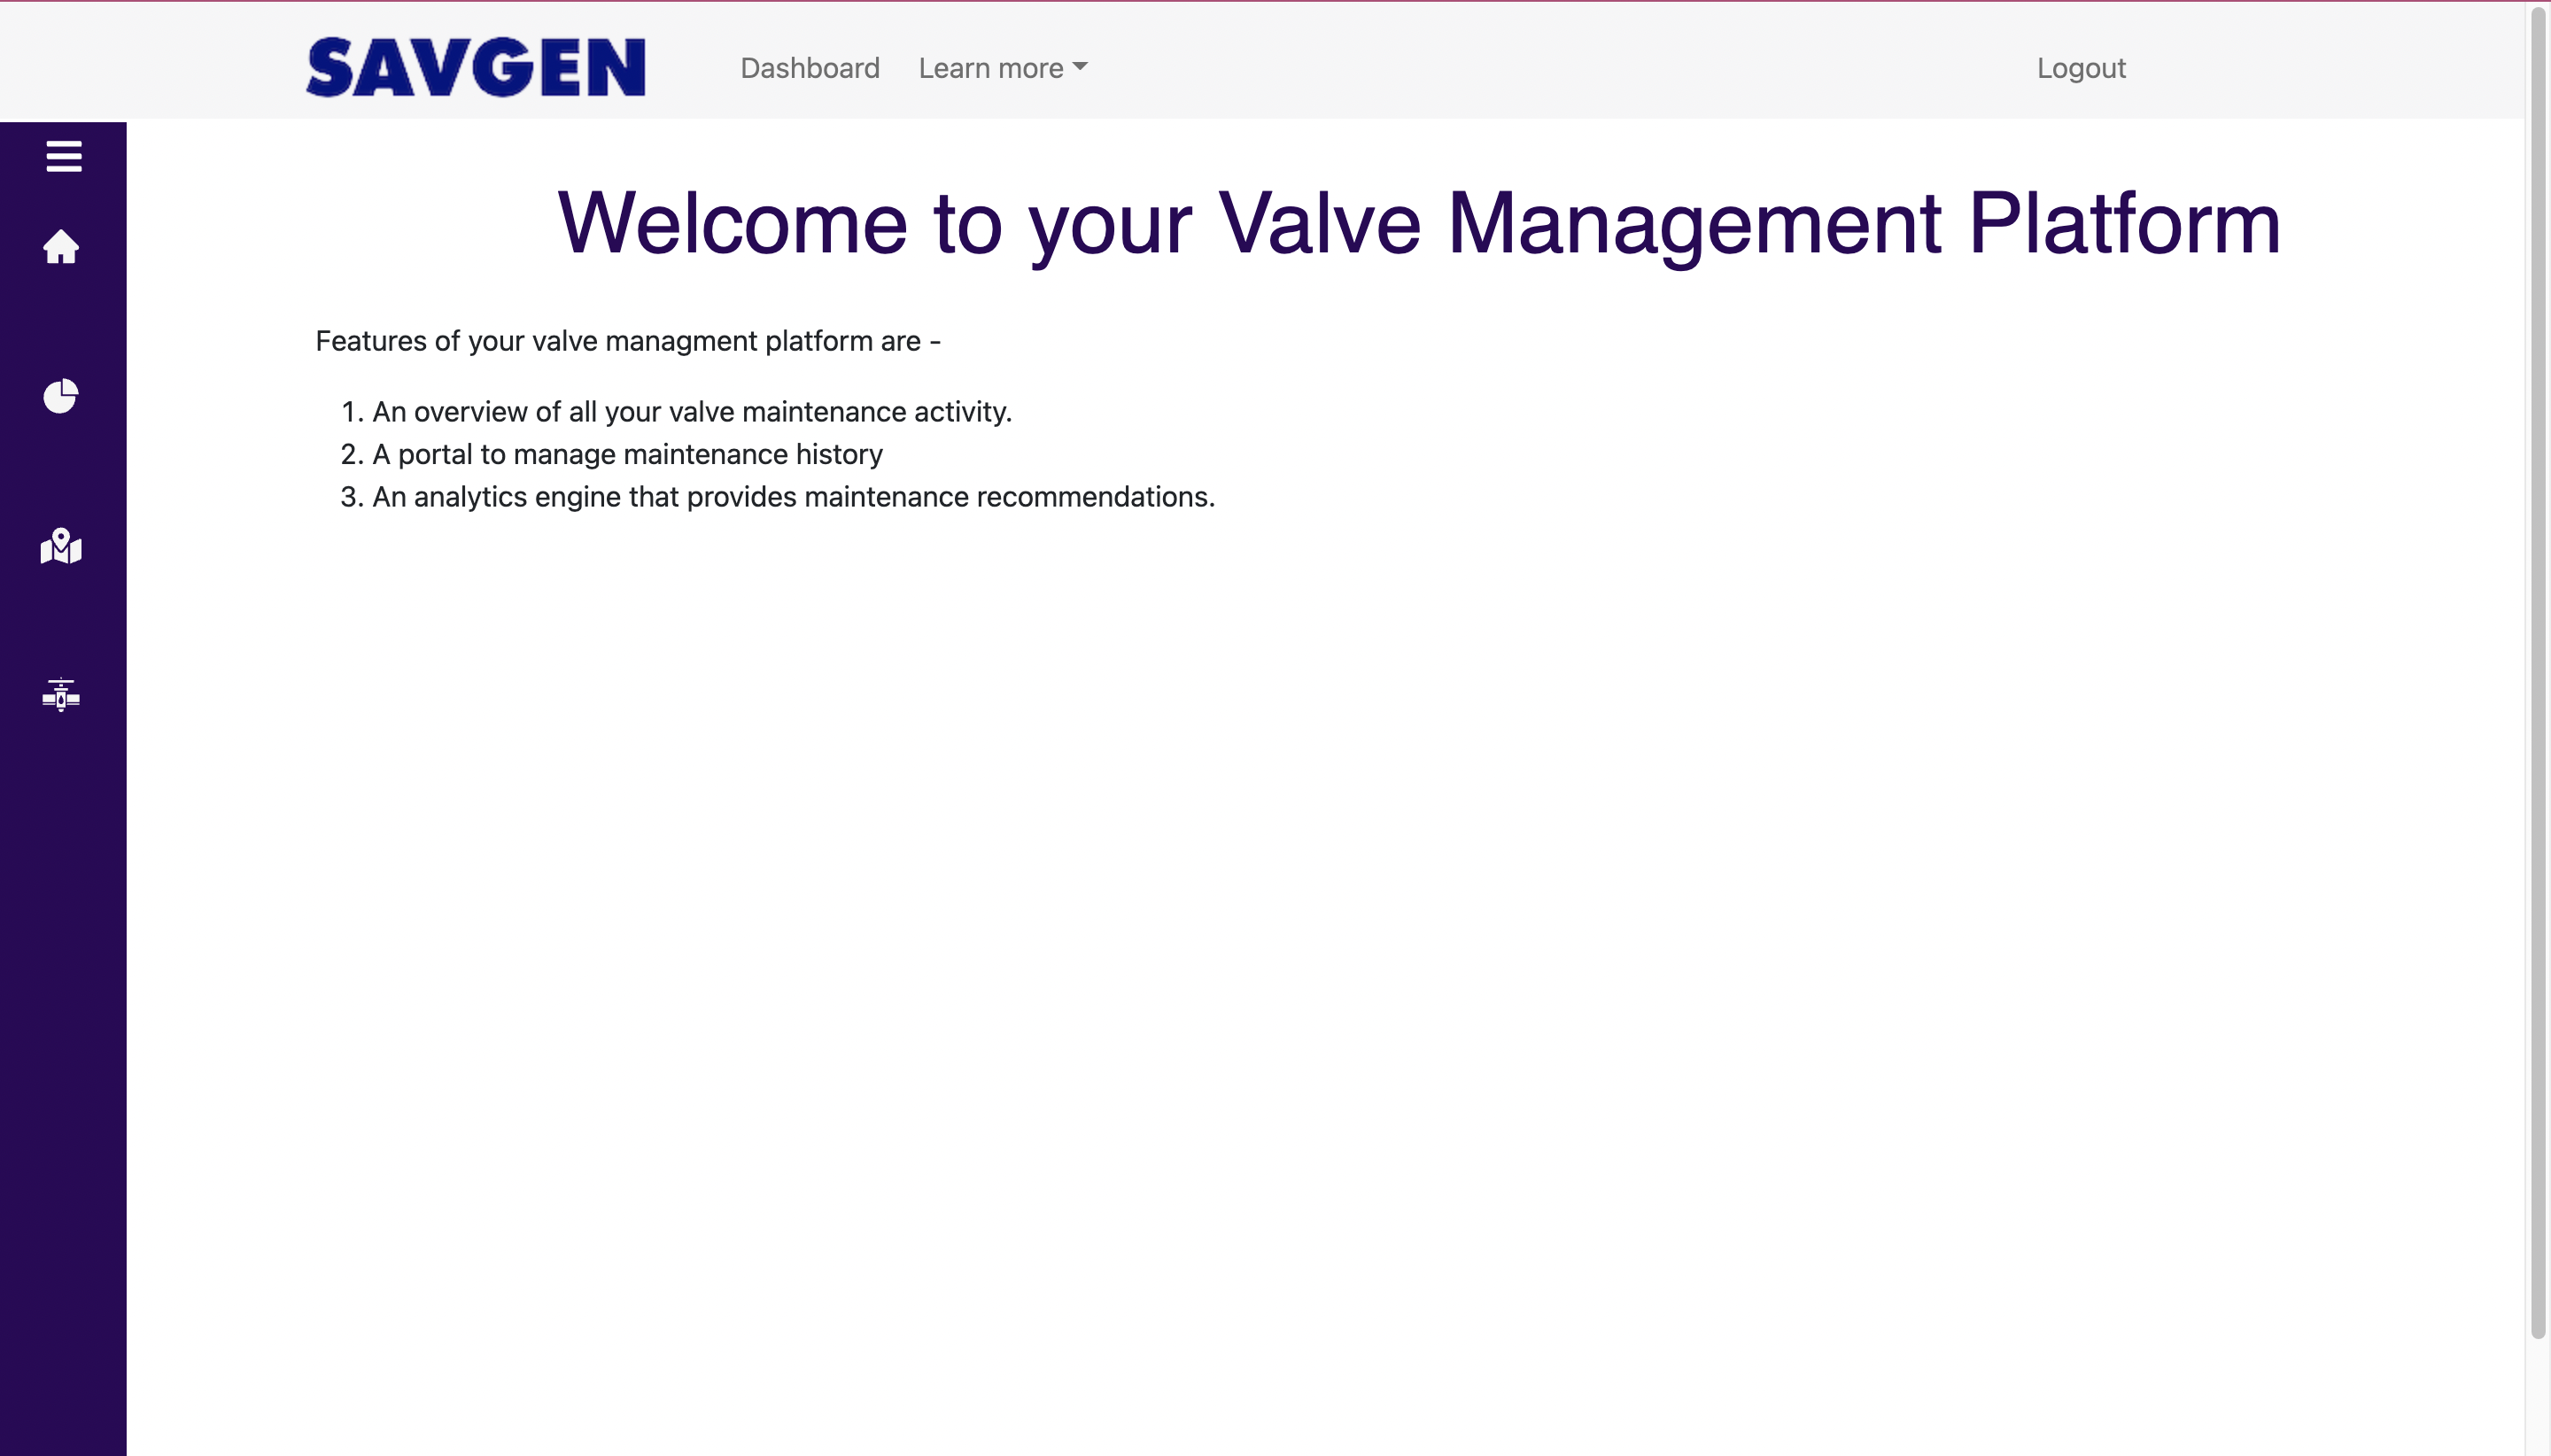 SAVGEN
Dashboard
Learn more
Logout
Welcome to your Valve Management Platform
Features of your valve managment platform are -
1. An overview of all your valve maintenance activity.
2. A portal to manage maintenance history
3. An analytics engine that provides maintenance recommendations.